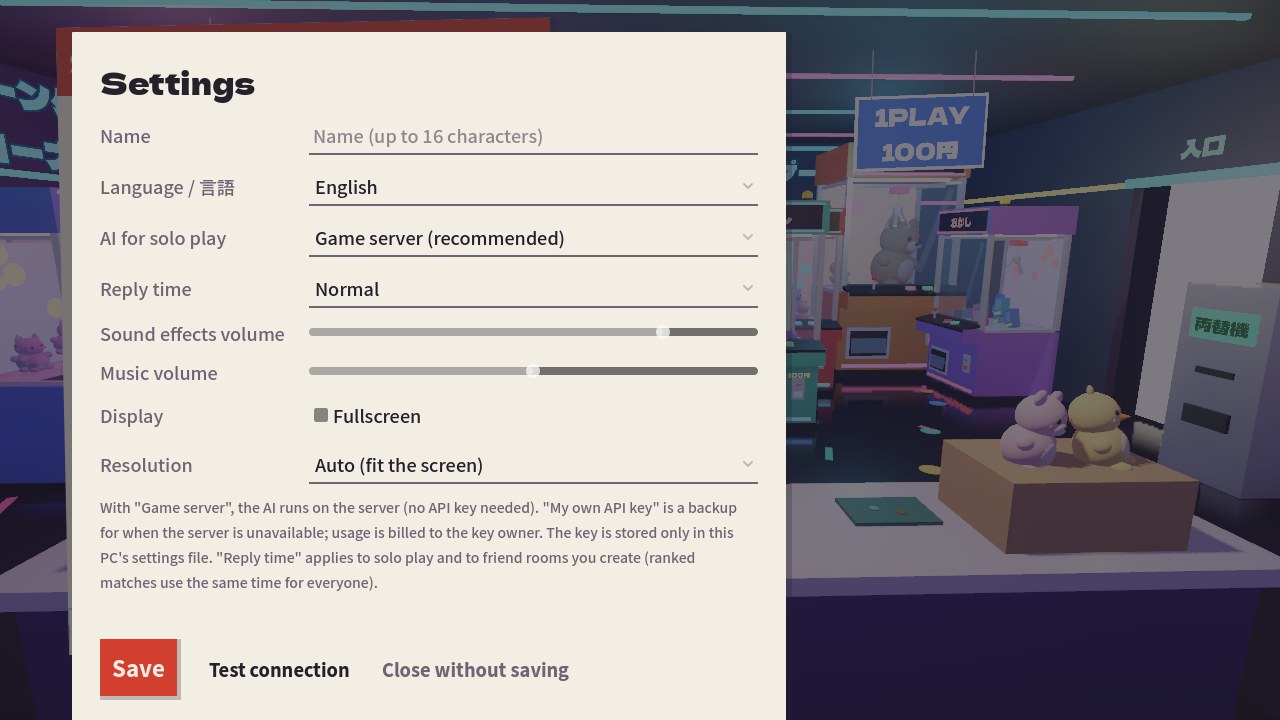 Settings
Name
Name (up to 16 characters)
Language / 言語
English
AI for solo play
Game server (recommended)
Reply time
Normal
Sound effects volume
Music volume
Display
Fullscreen
Resolution
Auto (fit the screen)
With "Game server", the AI runs on the server (no API key needed). "My own API key" is a backup
for when the server is unavailable; usage is billed to the key owner. The key is stored only in this
PC's settings file. "Reply time" applies to solo play and to friend rooms you create (ranked
matches use the same time for everyone).
Save
Test connection
Close without saving
1PLAY
100円
入口
おかし
両替機
100円